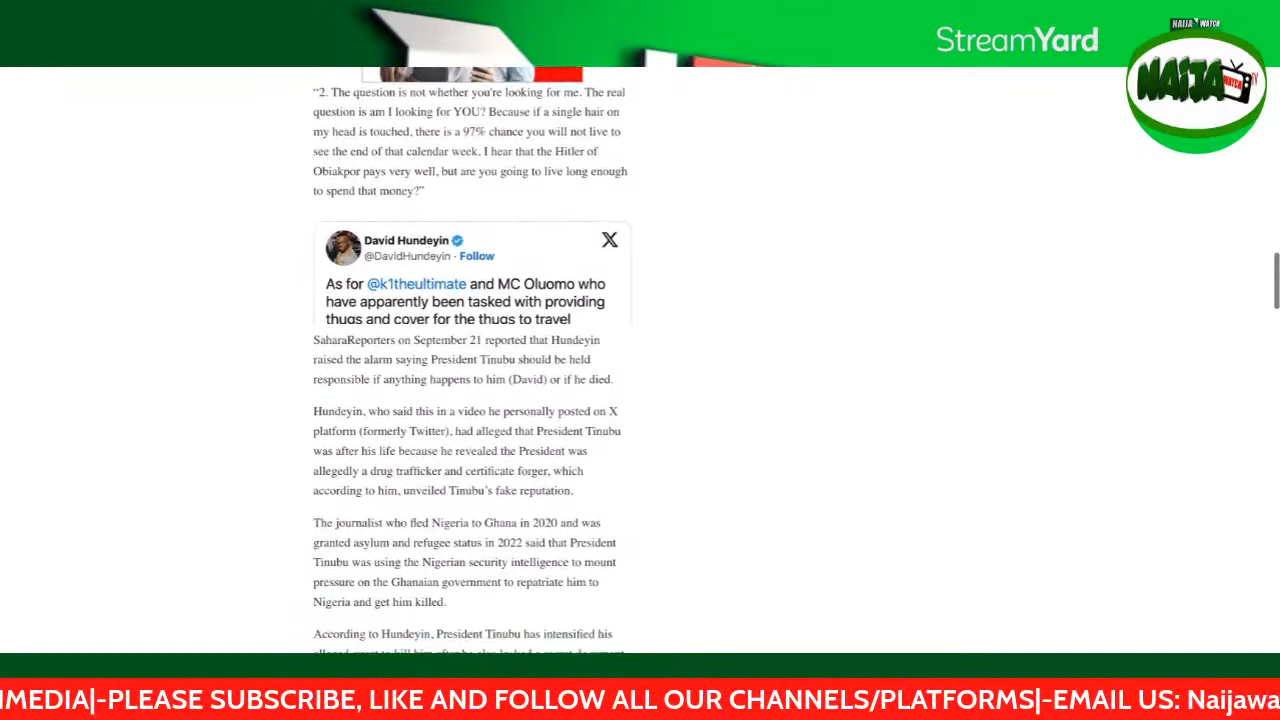 StreamYard
NAIJA WATCH
NAIJA WATCH TV
“2. The question is not whether you're looking for me. The real
question is am I looking for YOU? Because if a single hair on
my head is touched, there is a 97% chance you will not live to
see the end of that calendar week. I hear that the Hitler of
Obiakpor pays very well, but are you going to live long enough
to spend that money?”
David Hundeyin
@DavidHundeyin · Follow
As for @k1theultimate and MC Oluomo who
have apparently been tasked with providing
thugs and cover for the thugs to travel
SaharaReporters on September 21 reported that Hundeyin
raised the alarm saying President Tinubu should be held
responsible if anything happens to him (David) or if he died.
Hundeyin, who said this in a video he personally posted on X
platform (formerly Twitter), had alleged that President Tinubu
was after his life because he revealed the President was
allegedly a drug trafficker and certificate forger, which
according to him, unveiled Tinubu’s fake reputation.
The journalist who fled Nigeria to Ghana in 2020 and was
granted asylum and refugee status in 2022 said that President
Tinubu was using the Nigerian security intelligence to mount
pressure on the Ghanaian government to repatriate him to
Nigeria and get him killed.
According to Hundeyin, President Tinubu has intensified his
IMEDIA|-PLEASE SUBSCRIBE, LIKE AND FOLLOW ALL OUR CHANNELS/PLATFORMS|-EMAIL US: Naijawa